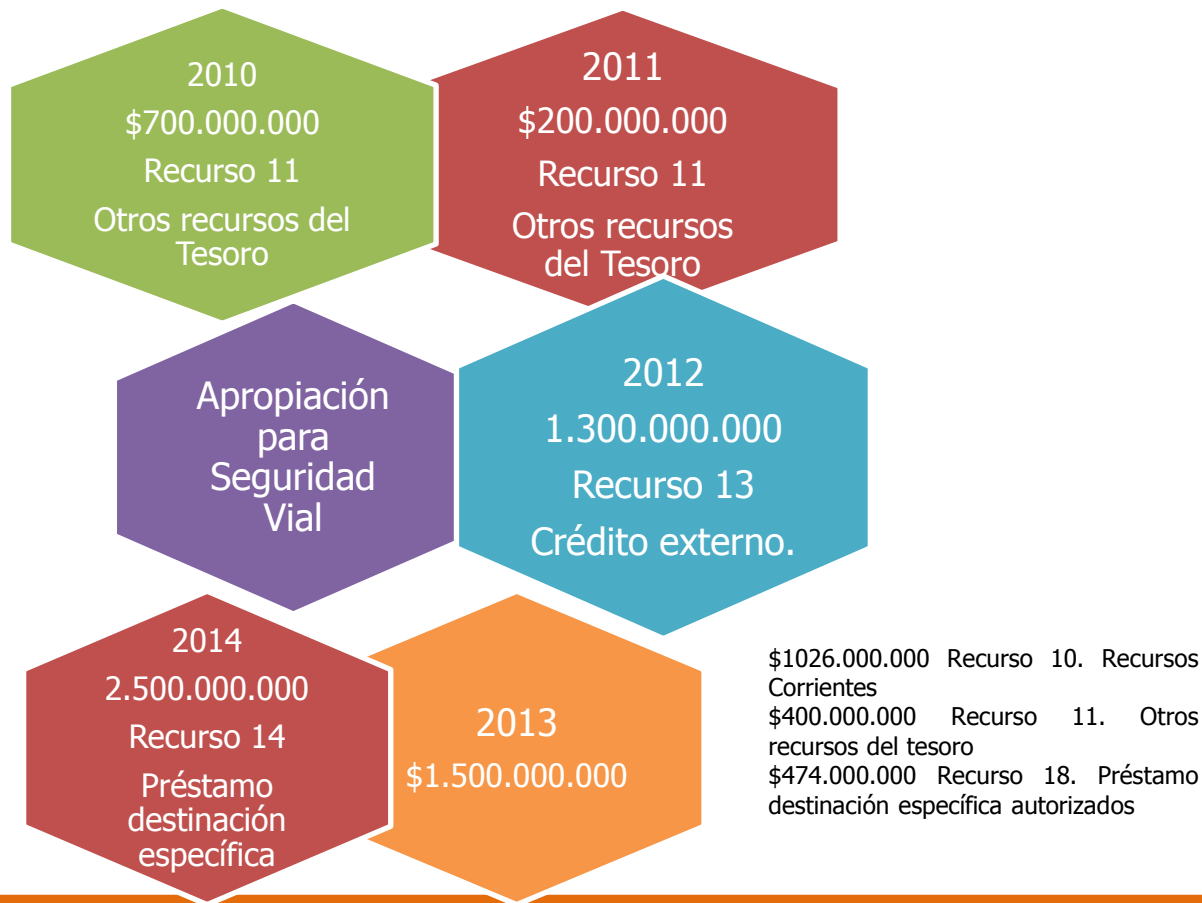 2010
$700.000.000
Recurso 11
Otros recursos del
Tesoro
2011
$200.000.000
Recurso 11
Otros recursos
del Tesoro
Apropiación
para
Seguridad
Vial
2012
1.300.000.000
Recurso 13
Crédito externo.
2014
2.500.000.000
Recurso 14
Préstamo
destinación
específica
2013
$1.500.000.000
$1026.000.000 Recurso 10. Recursos
Corrientes
$400.000.000 Recurso 11. Otros
recursos del tesoro
$474.000.000 Recurso 18. Préstamo
destinación específica autorizados